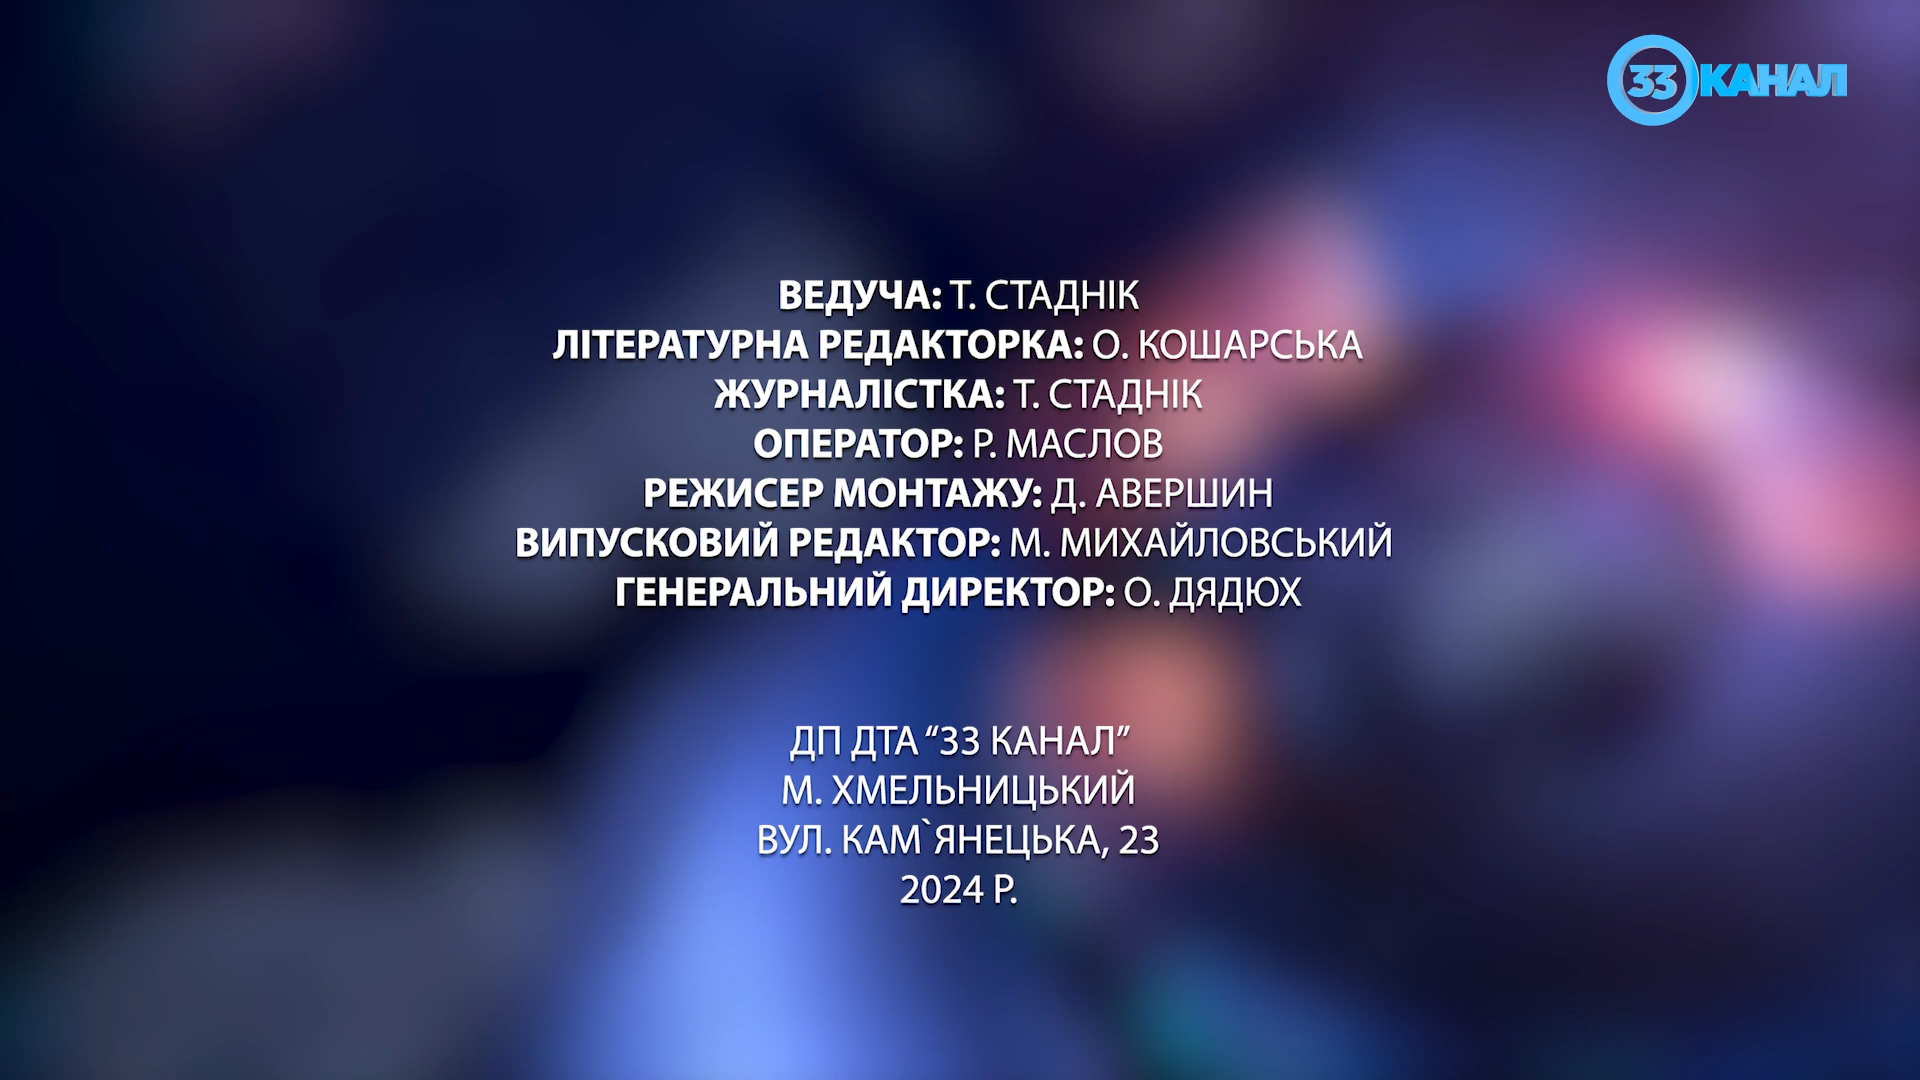 33 КАНАЛ
ВЕДУЧА: Т. СТАДНІК
ЛІТЕРАТУРНА РЕДАКТОРКА: О. КОШАРСЬКА
ЖУРНАЛІСТКА: Т. СТАДНІК
ОПЕРАТОР: Р. МАСЛОВ
РЕЖИСЕР МОНТАЖУ: Д. АВЕРШИН
ВИПУСКОВИЙ РЕДАКТОР: М. МИХАЙЛОВСЬКИЙ
ГЕНЕРАЛЬНИЙ ДИРЕКТОР: О. ДЯДЮХ
ДП ДТА “33 КАНАЛ”
М. ХМЕЛЬНИЦЬКИЙ
ВУЛ. КАМ`ЯНЕЦЬКА, 23
2024 Р.